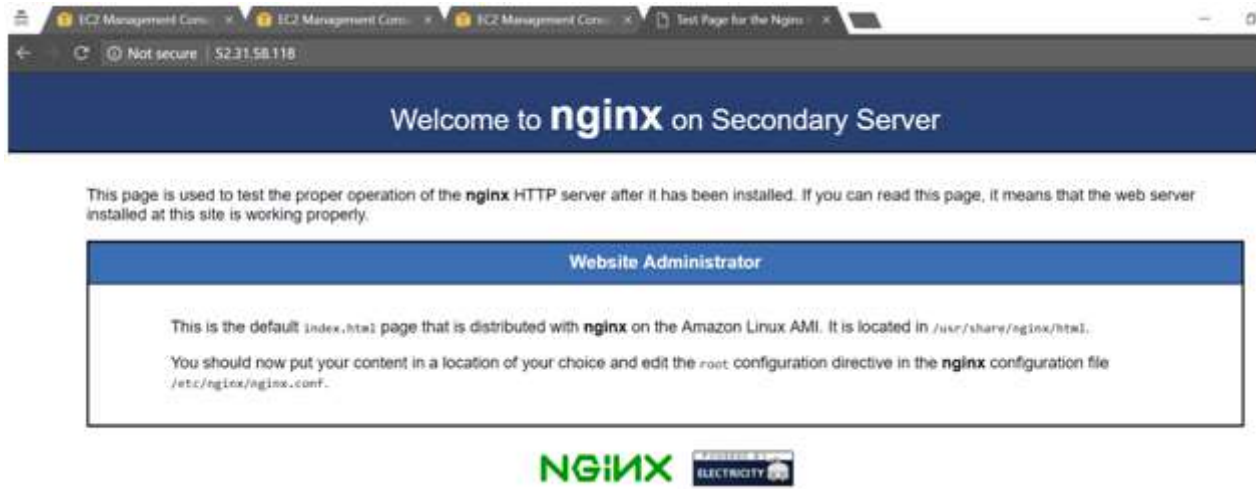 EC2 Management Cons × EC2 Management Cons × EC2 Management Cons × Test Page for the Nginx ×
Not secure | 52.31.58.118
Welcome to nginx on Secondary Server
This page is used to test the proper operation of the nginx HTTP server after it has been installed. If you can read this page, it means that the web server
installed at this site is working properly.
Website Administrator
This is the default index.html page that is distributed with nginx on the Amazon Linux AMI. It is located in /usr/share/nginx/html.
You should now put your content in a location of your choice and edit the root configuration directive in the nginx configuration file
/etc/nginx/nginx.conf.
NGiNX
ELECTRICITY